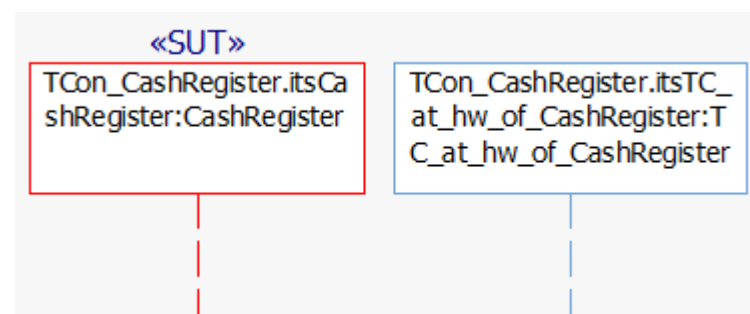 «SUT»
TCon_CashRegister.itsCa
shRegister:CashRegister
TCon_CashRegister.itsTC_
at_hw_of_CashRegister:T
C_at_hw_of_CashRegister